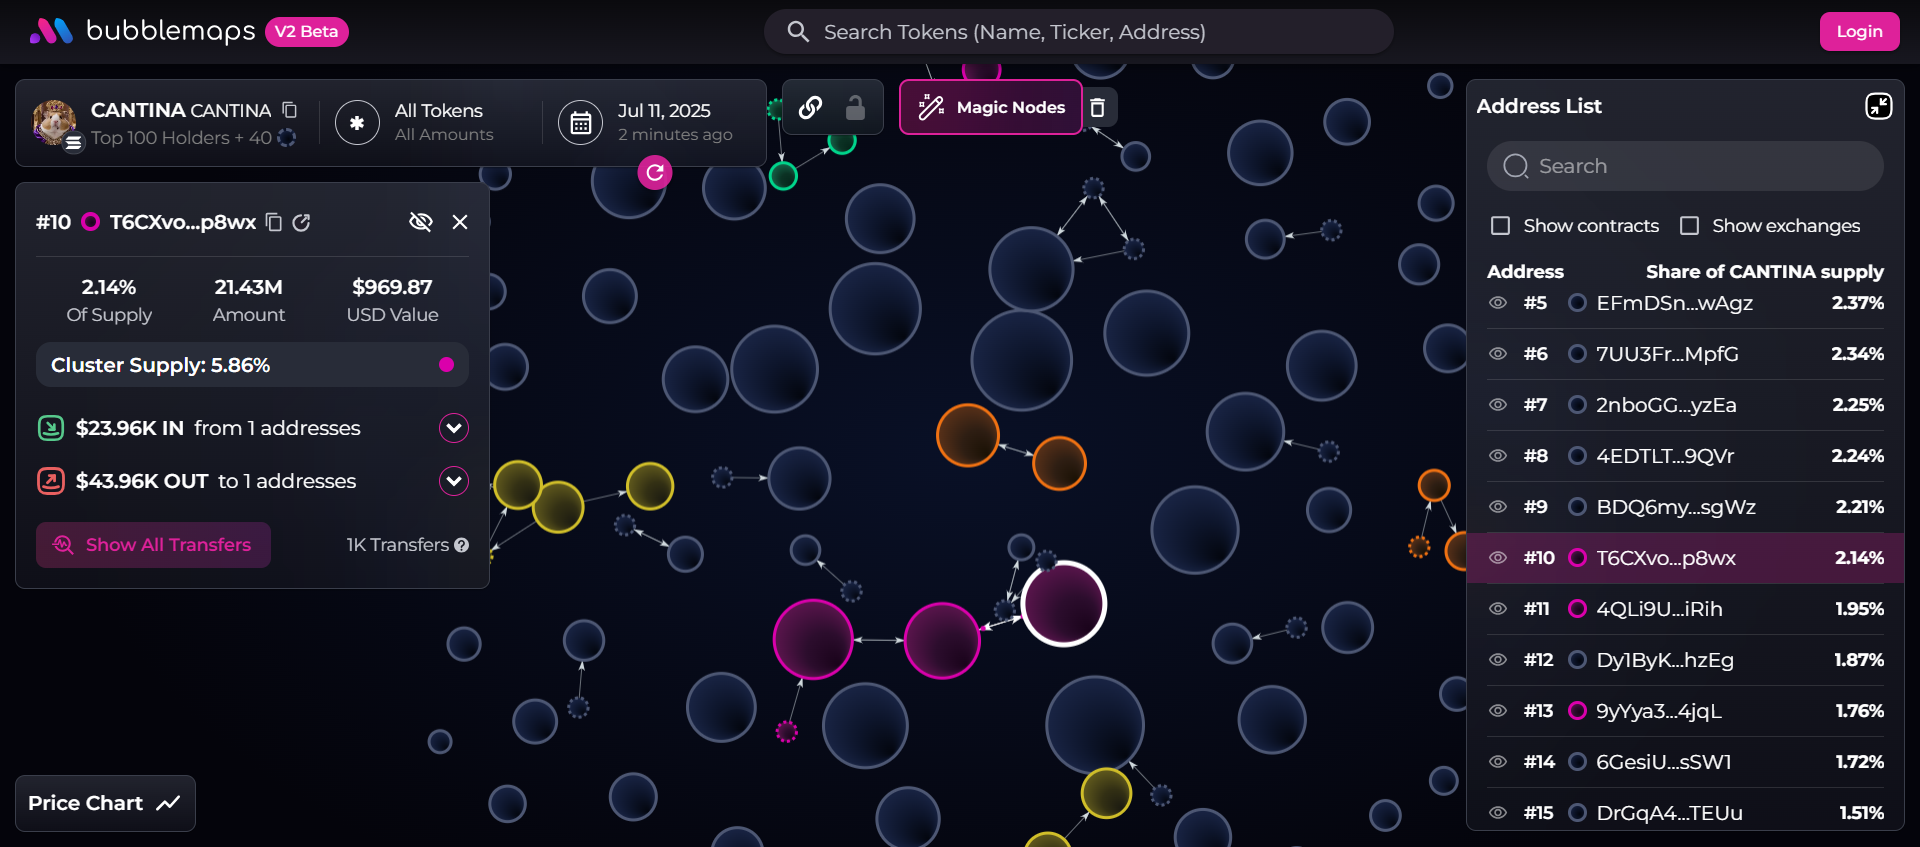 bubblemaps V2 Beta
Search Tokens (Name, Ticker, Address)
Login
CANTINA CANTINA
Top 100 Holders + 40
All Tokens
All Amounts
Jul 11, 2025
2 minutes ago
Magic Nodes
#10 T6CXvo...p8wx
2.14%
Of Supply
21.43M
Amount
$969.87
USD Value
Cluster Supply: 5.86%
$23.96K IN from 1 addresses
$43.96K OUT to 1 addresses
Show All Transfers
1K Transfers ?
Price Chart
Address List
Search
Show contracts
Show exchanges
Address Share of CANTINA supply
#5 EFmDSn...wAgz 2.37%
#6 7UU3Fr...MpfG 2.34%
#7 2nboGG...yzEa 2.25%
#8 4EDTLT...9QVr 2.24%
#9 BDQ6my...sgWz 2.21%
#10 T6CXvo...p8wx 2.14%
#11 4QLi9U...iRih 1.95%
#12 Dy1ByK...hzEg 1.87%
#13 9yYya3...4jqL 1.76%
#14 6GesiU...sSW1 1.72%
#15 DrGqA4...TEUu 1.51%